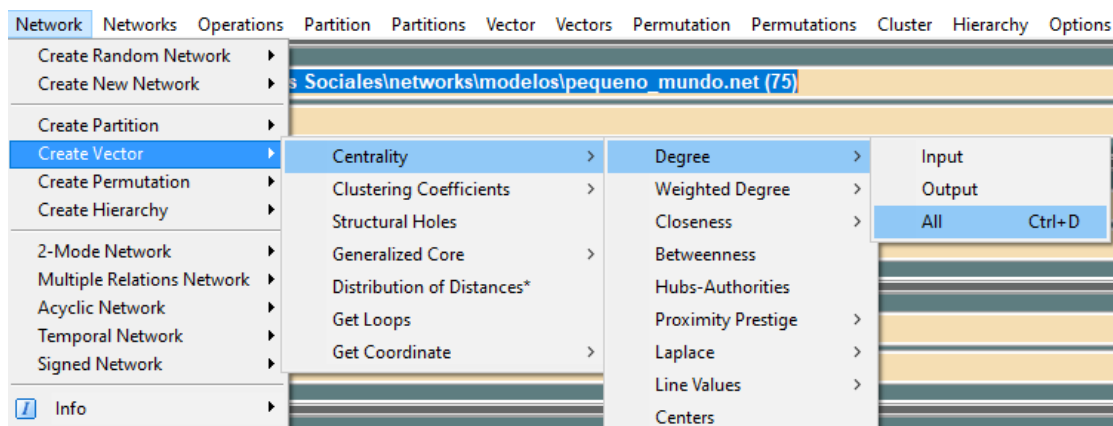 Network Networks Operations Partition Partitions Vector Vectors Permutation Permutations Cluster Hierarchy Options
Create Random Network
Create New Network
s Sociales\networks\modelos\pequeno_mundo.net (75)
Create Partition
Create Vector
Create Permutation
Create Hierarchy
2-Mode Network
Multiple Relations Network
Acyclic Network
Temporal Network
Signed Network
Info
Centrality
Clustering Coefficients
Structural Holes
Generalized Core
Distribution of Distances*
Get Loops
Get Coordinate
Degree
Weighted Degree
Closeness
Betweenness
Hubs-Authorities
Proximity Prestige
Laplace
Line Values
Centers
Input
Output
All Ctrl+D